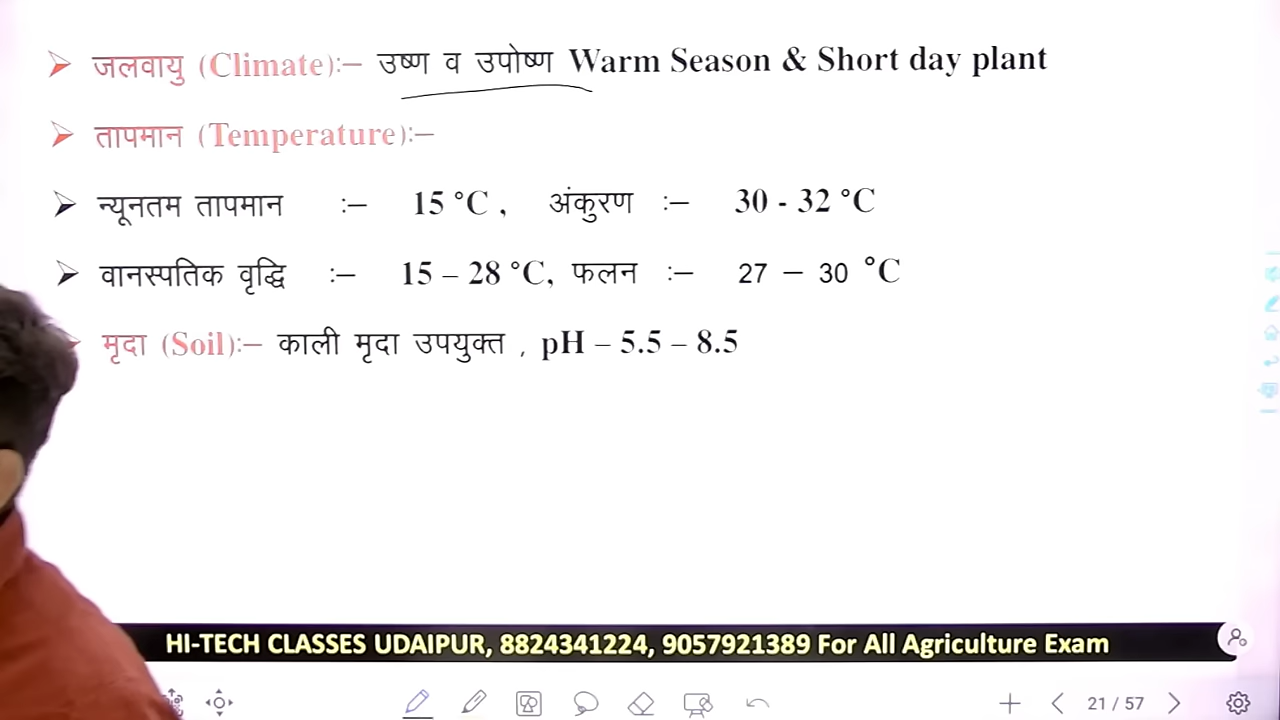 जलवायु (Climate):– उष्ण व उपोष्ण Warm Season & Short day plant
तापमान (Temperature):–
न्यूनतम तापमान :– 15 °C , अंकुरण :– 30 - 32 °C
वानस्पतिक वृद्धि :– 15 – 28 °C, फलन :– 27 – 30 °C
मृदा (Soil):– काली मृदा उपयुक्त , pH – 5.5 – 8.5
HI-TECH CLASSES UDAIPUR, 8824341224, 9057921389 For All Agriculture Exam
21 / 57